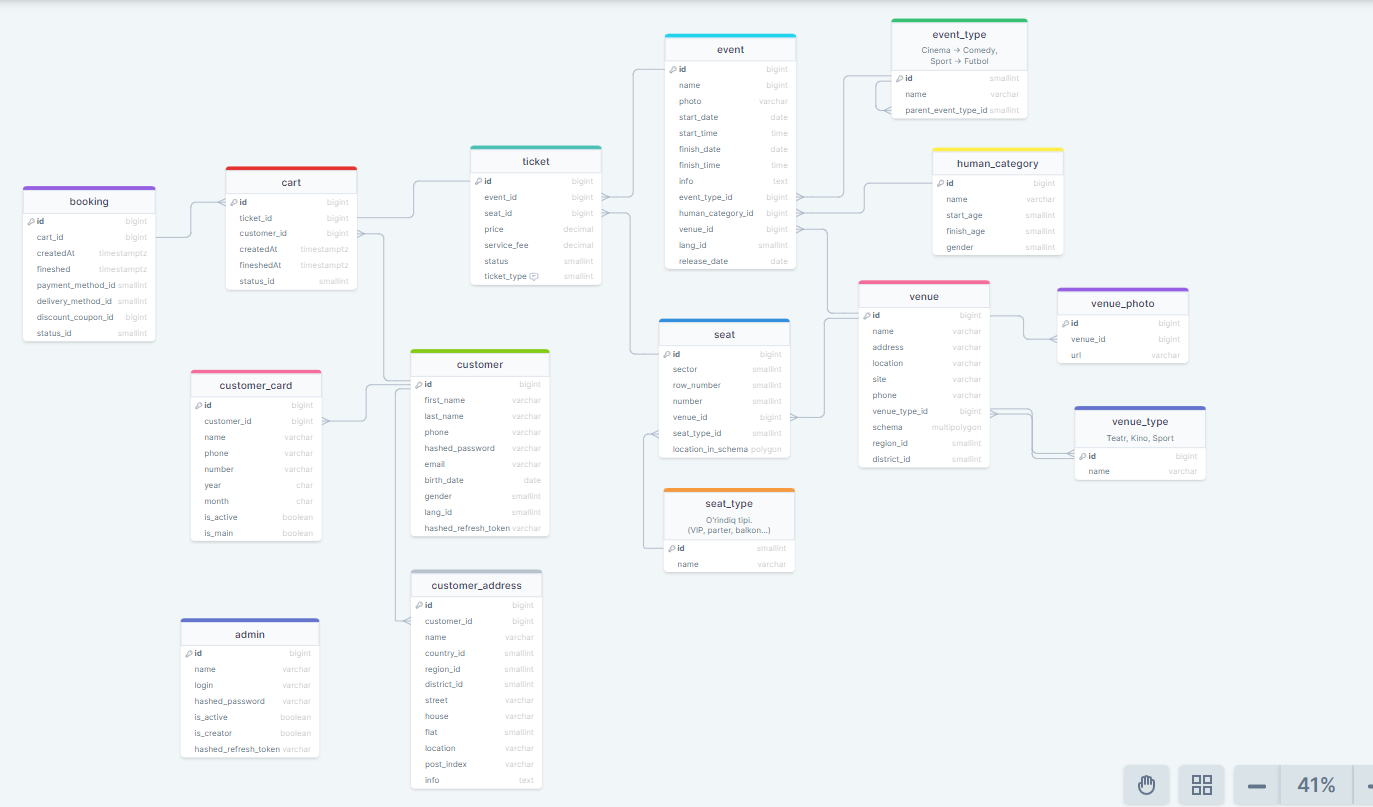 booking
id bigint
cart_id bigint
createdAt timestamptz
fineshed timestamptz
payment_method_id smallint
delivery_method_id smallint
discount_coupon_id bigint
status_id smallint
cart
id bigint
ticket_id bigint
customer_id bigint
createdAt timestamptz
fineshedAt timestamptz
status_id smallint
ticket
id bigint
event_id bigint
seat_id bigint
price decimal
service_fee decimal
status smallint
ticket_type smallint
event
id bigint
name bigint
photo varchar
start_date date
start_time time
finish_date date
finish_time time
info text
event_type_id bigint
human_category_id bigint
venue_id bigint
lang_id smallint
release_date date
event_type
Cinema → Comedy,
Sport → Futbol
id smallint
name varchar
parent_event_type_id smallint
human_category
id bigint
name varchar
start_age smallint
finish_age smallint
gender smallint
customer_card
id bigint
customer_id bigint
name varchar
phone varchar
number varchar
year char
month char
is_active boolean
is_main boolean
customer
id bigint
first_name varchar
last_name varchar
phone varchar
hashed_password varchar
email varchar
birth_date date
gender smallint
lang_id smallint
hashed_refresh_token varchar
seat
id bigint
sector smallint
row_number smallint
number smallint
venue_id bigint
seat_type_id smallint
location_in_schema polygon
venue
id bigint
name varchar
address varchar
location varchar
site varchar
phone varchar
venue_type_id bigint
schema multipolygon
region_id smallint
district_id smallint
venue_photo
id bigint
venue_id bigint
url varchar
venue_type
Teatr, Kino, Sport
id bigint
name varchar
seat_type
O'rindiq tipi.
(VIP, parter, balkon...)
id smallint
name varchar
admin
id bigint
name varchar
login varchar
hashed_password varchar
is_active boolean
is_creator boolean
hashed_refresh_token varchar
customer_address
id bigint
customer_id bigint
name varchar
country_id smallint
region_id smallint
district_id smallint
street varchar
house varchar
flat smallint
location varchar
post_index varchar
info text
41%